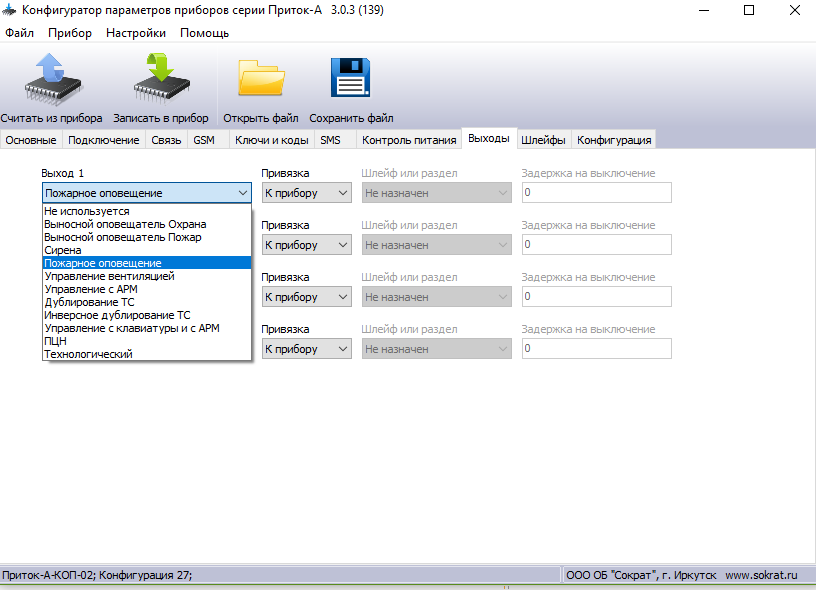 Конфигуратор параметров приборов серии Приток-А 3.0.3 (139)
Файл Прибор Настройки Помощь
Считать из прибора Записать в прибор Открыть файл Сохранить файл
Основные Подключение Связь GSM Ключи и коды SMS Контроль питания Выходы Шлейфы Конфигурация
Выход 1 Привязка Шлейф или раздел Задержка на выключение
Пожарное оповещение К прибору Не назначен 0
Не используется
Выносной оповещатель Охрана
Выносной оповещатель Пожар
Сирена
Пожарное оповещение
Управление вентиляцией
Управление с АРМ
Дублирование ТС
Инверсное дублирование ТС
Управление с клавиатуры и с АРМ
ПЦН
Технологический
Привязка Шлейф или раздел Задержка на выключение
К прибору Не назначен 0
Привязка Шлейф или раздел Задержка на выключение
К прибору Не назначен 0
Привязка Шлейф или раздел Задержка на выключение
К прибору Не назначен 0
Приток-А-КОП-02; Конфигурация 27; ООО ОБ "Сократ", г. Иркутск www.sokrat.ru